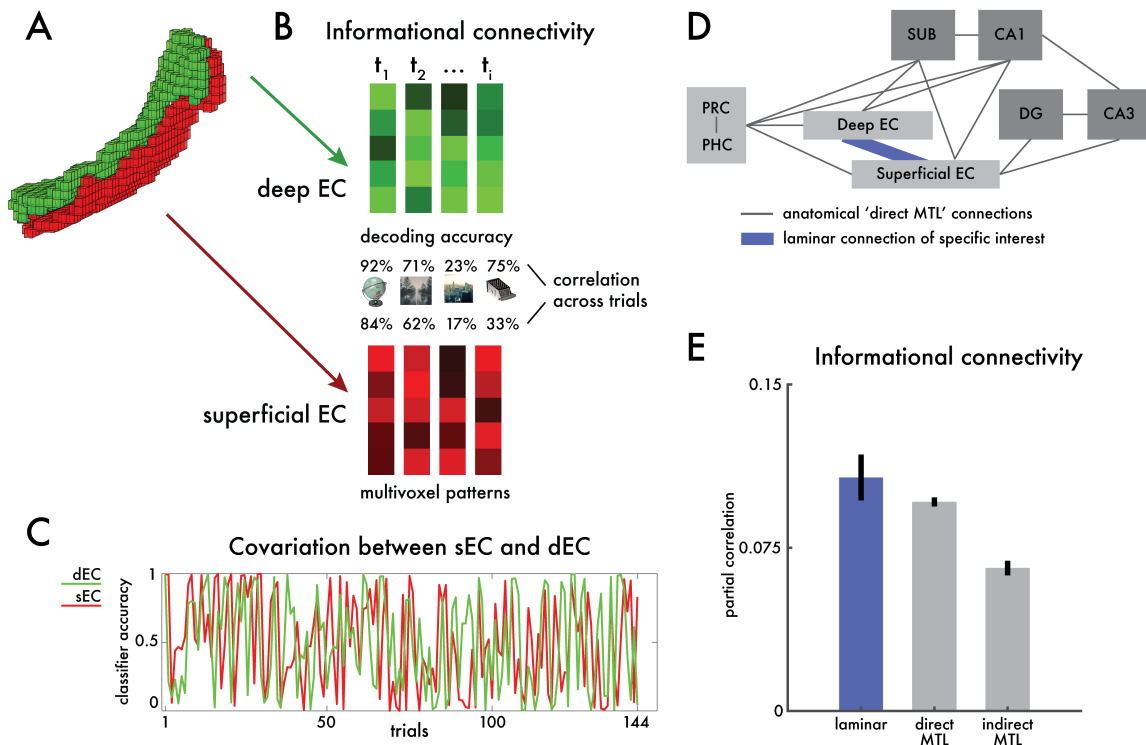 A
B
Informational connectivity
t1 t2 ... ti
deep EC
decoding accuracy
92% 71% 23% 75%
correlation
across trials
84% 62% 17% 33%
superficial EC
multivoxel patterns
C
Covariation between sEC and dEC
dEC
sEC
classifier accuracy
1
0.5
0
1 50 100 144
trials
D
SUB
CA1
PRC
PHC
Deep EC
DG
CA3
Superficial EC
anatomical 'direct MTL' connections
laminar connection of specific interest
E
Informational connectivity
partial correlation
0.15
0.075
0
laminar
direct
MTL
indirect
MTL